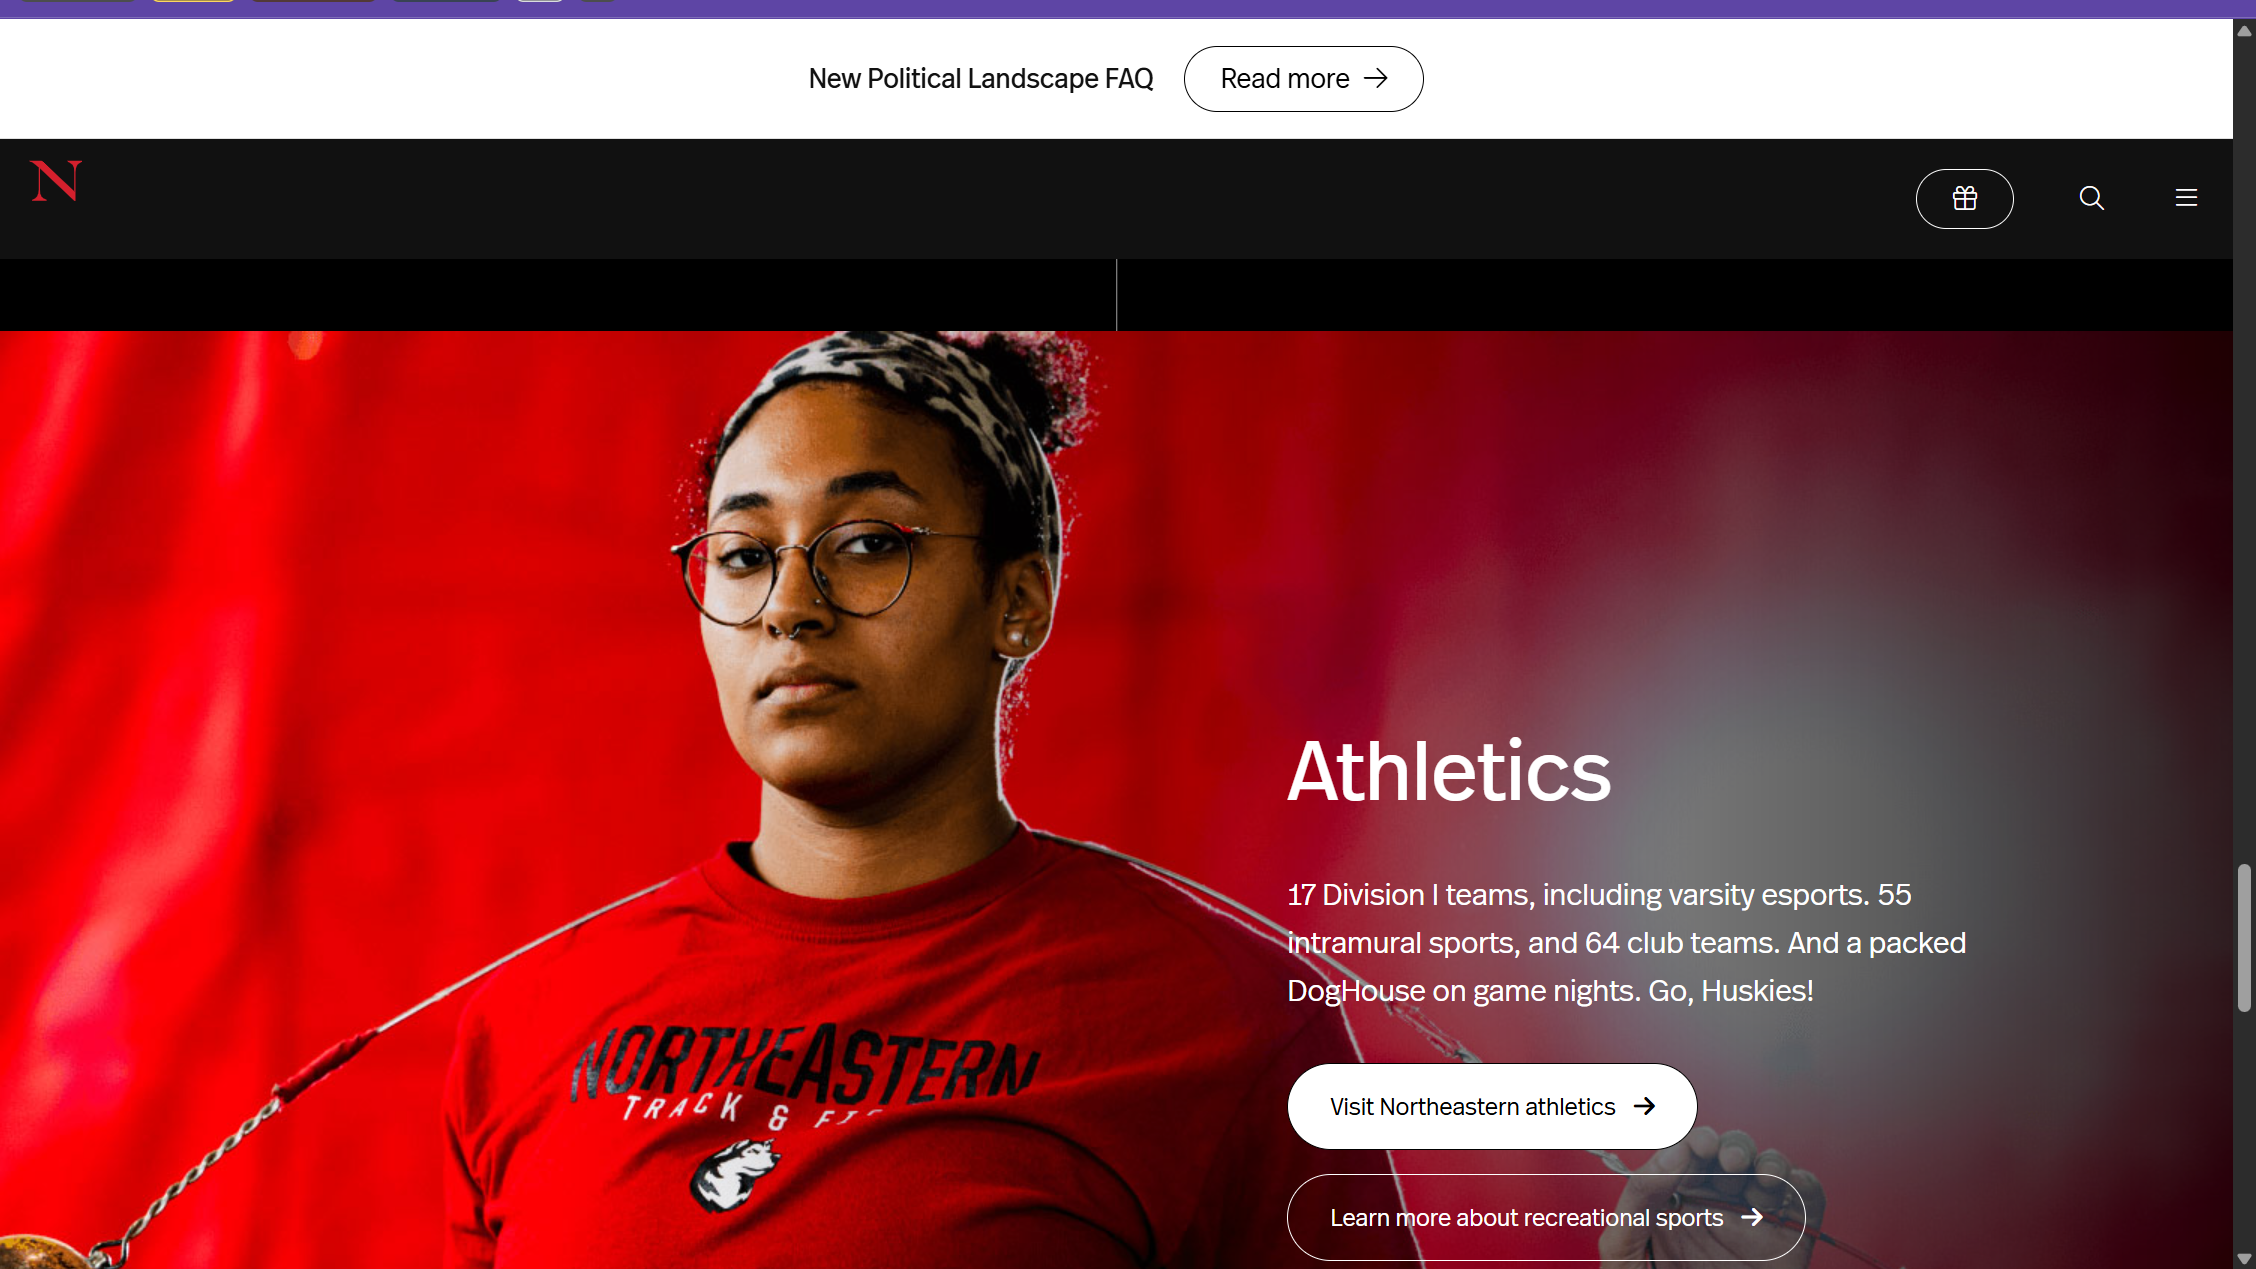 New Political Landscape FAQ
Read more
N
Athletics
17 Division I teams, including varsity esports. 55
intramural sports, and 64 club teams. And a packed
DogHouse on game nights. Go, Huskies!
NORTHEASTERN
TRACK &
Visit Northeastern athletics
Learn more about recreational sports